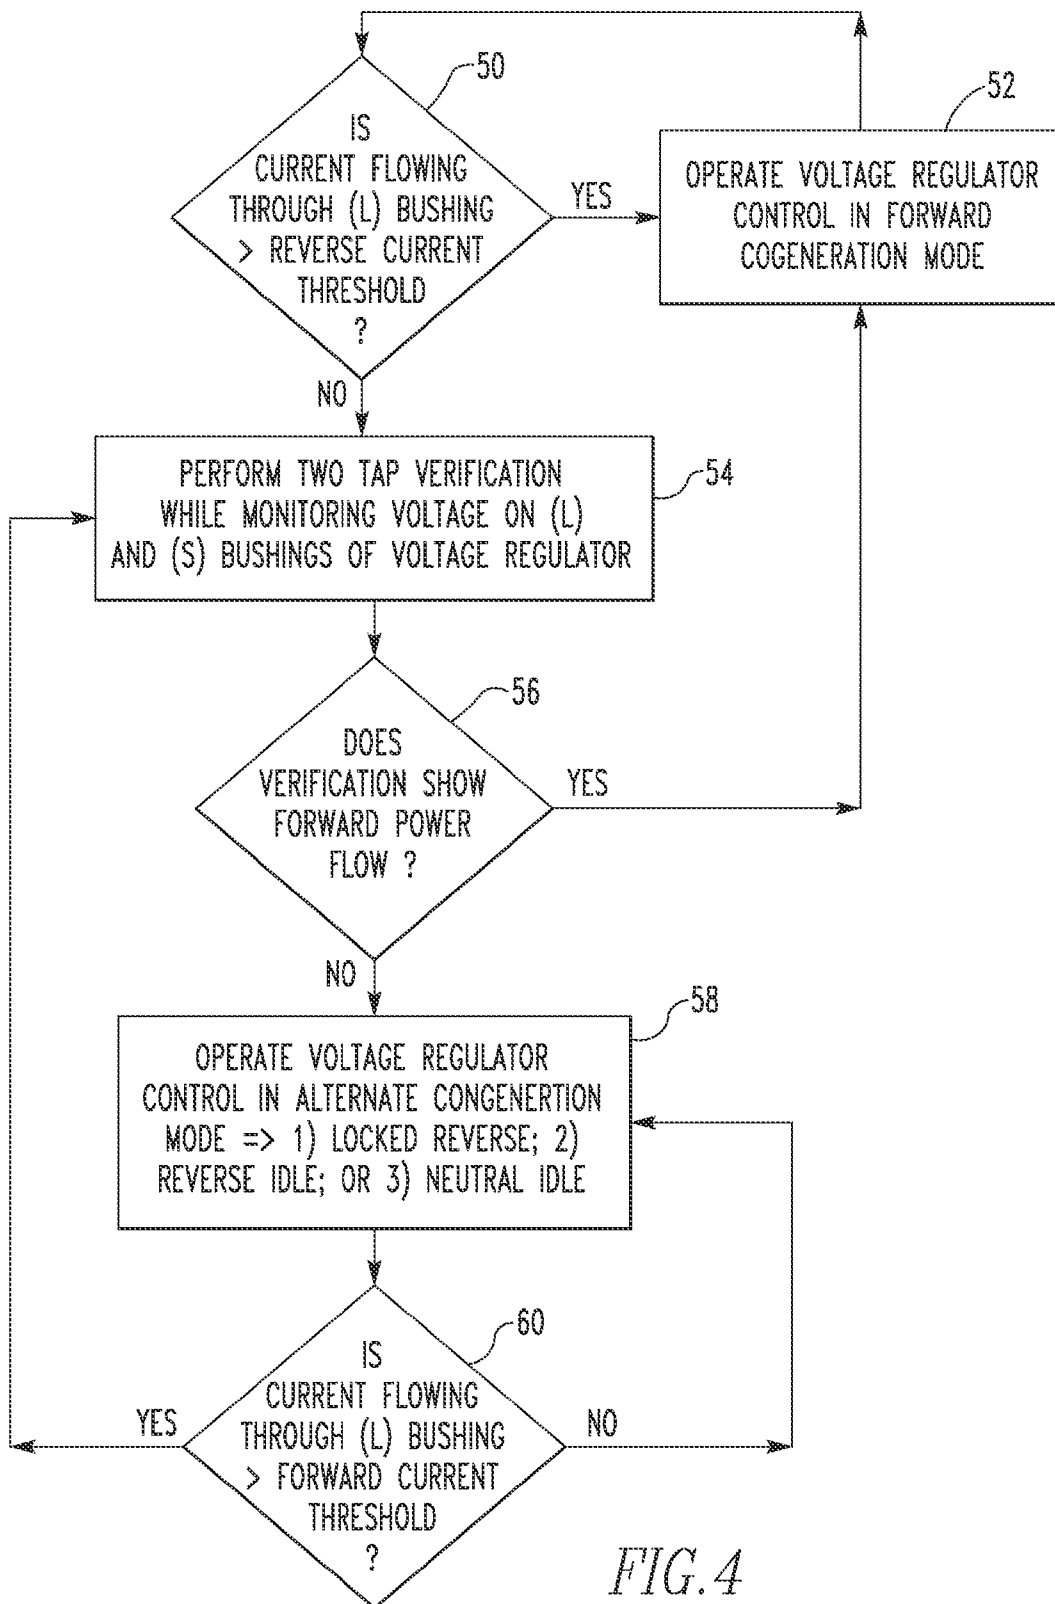 50
IS
CURRENT FLOWING
THROUGH (L) BUSHING
> REVERSE CURRENT
THRESHOLD
?
YES
NO
52
OPERATE VOLTAGE REGULATOR
CONTROL IN FORWARD
COGENERATION MODE
54
PERFORM TWO TAP VERIFICATION
WHILE MONITORING VOLTAGE ON (L)
AND (S) BUSHINGS OF VOLTAGE REGULATOR
56
DOES
VERIFICATION SHOW
FORWARD POWER
FLOW ?
YES
NO
58
OPERATE VOLTAGE REGULATOR
CONTROL IN ALTERNATE CONGENERTION
MODE => 1) LOCKED REVERSE; 2)
REVERSE IDLE; OR 3) NEUTRAL IDLE
60
IS
CURRENT FLOWING
THROUGH (L) BUSHING
> FORWARD CURRENT
THRESHOLD
?
YES
NO
FIG. 4